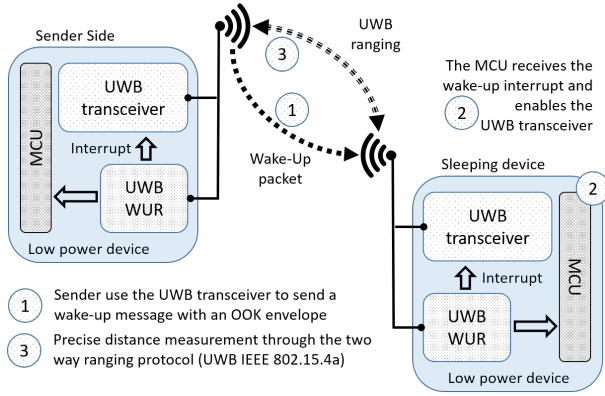 Sender Side
UWB
transceiver
MCU
Interrupt
UWB
WUR
Low power device
3
UWB
ranging
1
Wake-Up
packet
The MCU receives the
wake-up interrupt and
enables the
2 UWB transceiver
Sleeping device
2
UWB
transceiver
Interrupt
MCU
UWB
WUR
Low power device
1 Sender use the UWB transceiver to send a
wake-up message with an OOK envelope
3 Precise distance measurement through the two
way ranging protocol (UWB IEEE 802.15.4a)